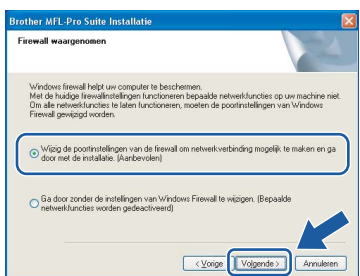 Brother MFL-Pro Suite Installatie
Firewall waargenomen
Windows firewall helpt uw computer te beschermen.
Met de huidige firewallinstellingen functioneren bepaalde netwerkfuncties op uw machine niet.
Om alle netwerkfuncties te laten functioneren, moeten de poortinstellingen van Windows
Firewall gewijzigd worden.
Wijzig de poortinstellingen van de firewall om netwerkverbinding mogelijk te maken en ga
door met de installatie. (Aanbevolen)
Ga door zonder de instellingen van Windows Firewall te wijzigen. (Bepaalde
netwerkfuncties worden gedeactiveerd)
< Vorige
Volgende >
Annuleren